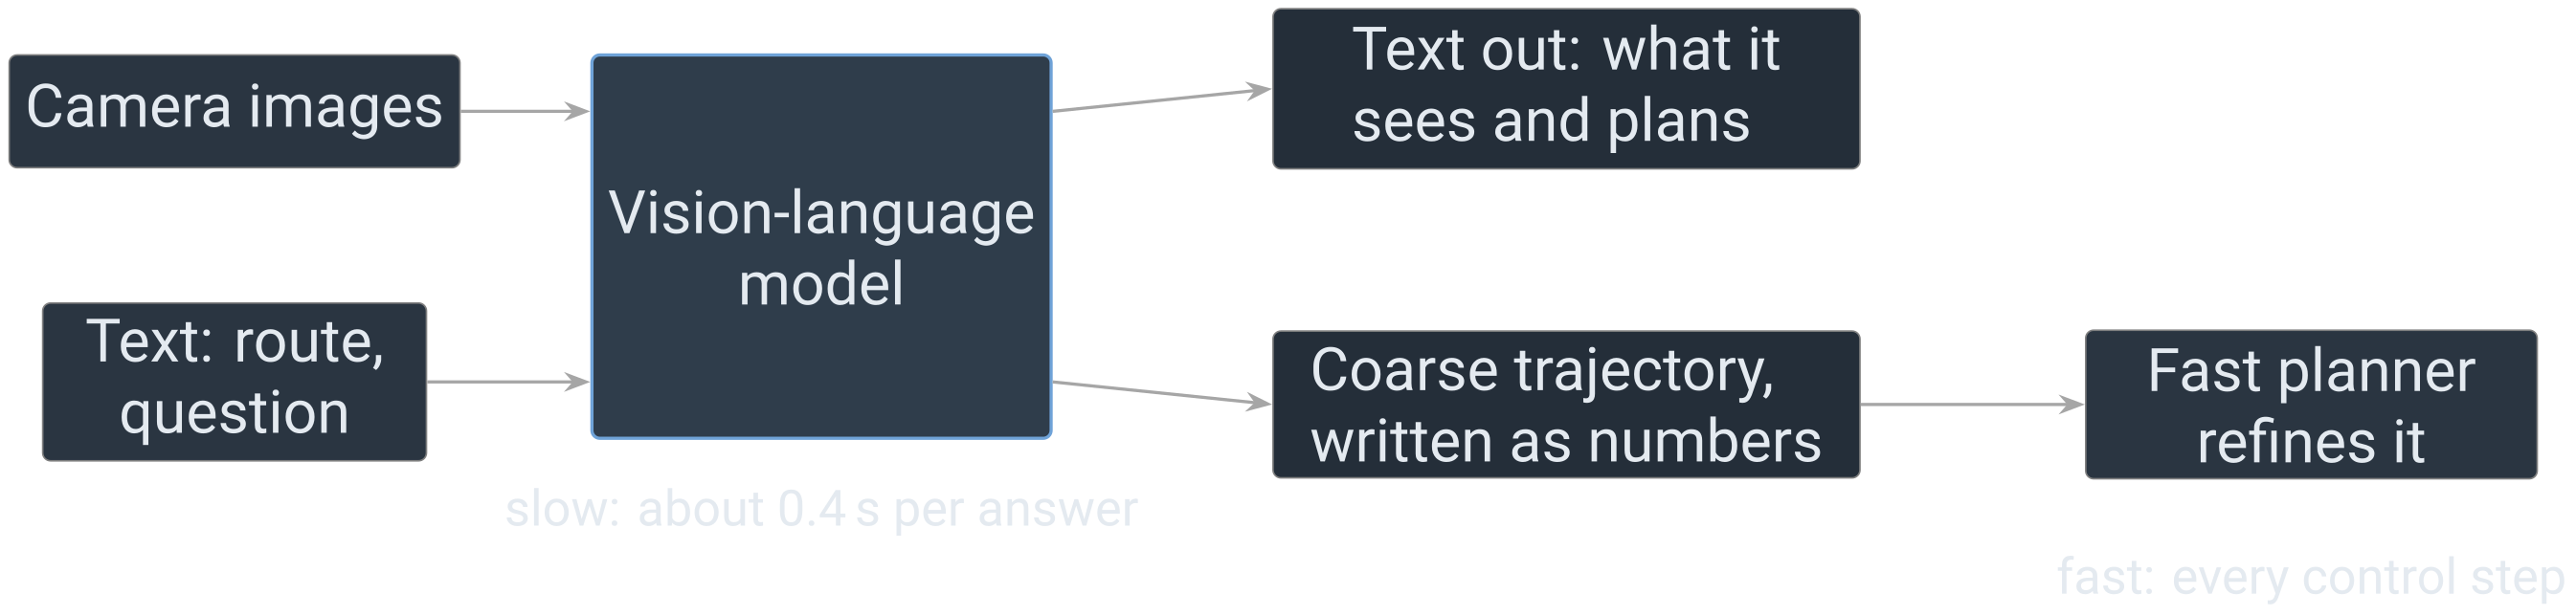 Camera images
Text: route,
question
Vision-language
model
slow: about 0.4 s per answer
Text out: what it
sees and plans
Coarse trajectory,
written as numbers
Fast planner
refines it
fast: every control step